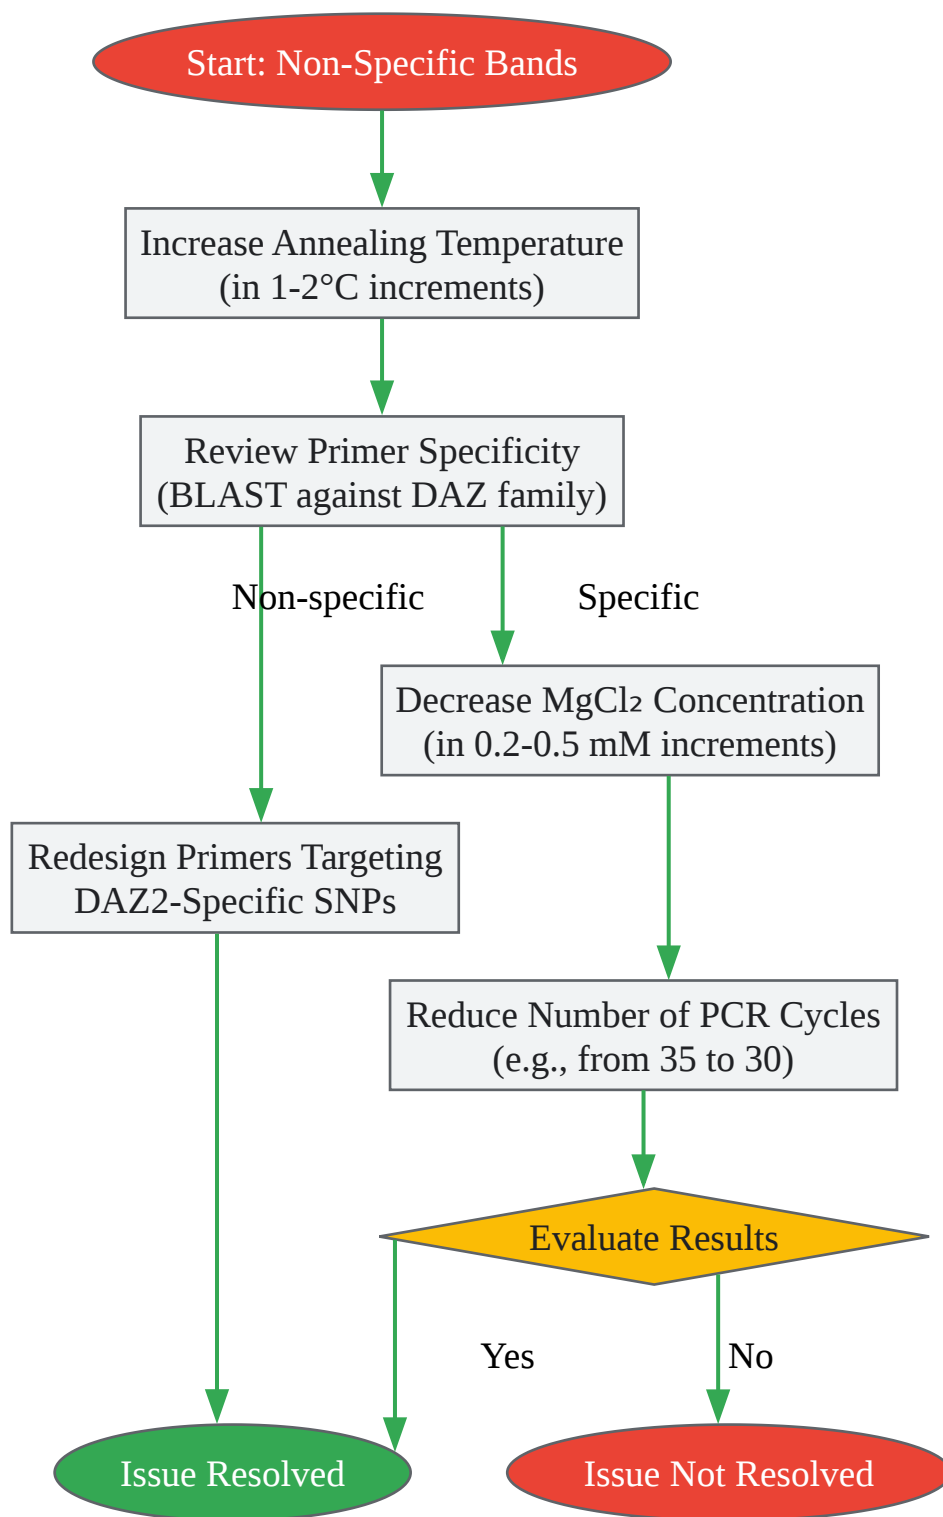 Start: Non-Specific Bands
Increase Annealing Temperature
(in 1-2°C increments)
Review Primer Specificity
(BLAST against DAZ family)
Non-specific
Specific
Decrease MgCl₂ Concentration
(in 0.2-0.5 mM increments)
Redesign Primers Targeting
DAZ2-Specific SNPs
Reduce Number of PCR Cycles
(e.g., from 35 to 30)
Evaluate Results
Yes
No
Issue Resolved
Issue Not Resolved